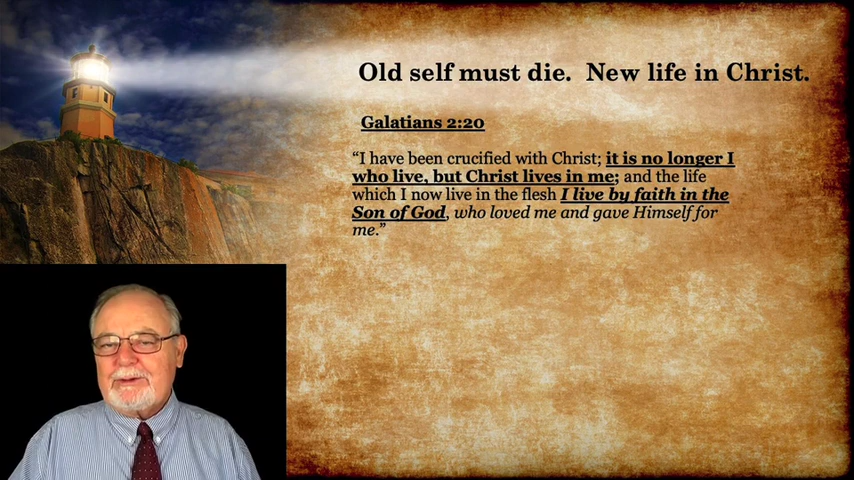 Old self must die.  New life in Christ.
Galatians 2:20
“I have been crucified with Christ; it is no longer I
who live, but Christ lives in me; and the life
which I now live in the flesh I live by faith in the
Son of God, who loved me and gave Himself for
me.”